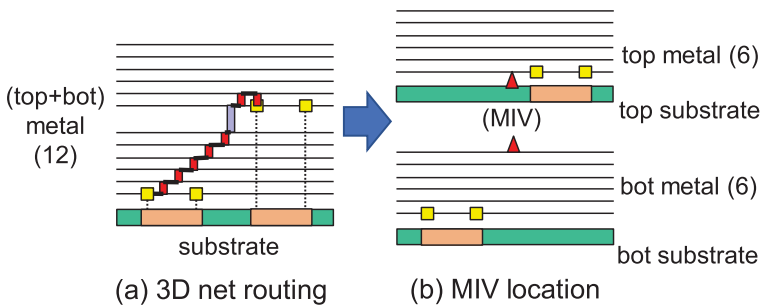 (top+bot)
metal
(12)
substrate
(a) 3D net routing
top metal (6)
top substrate
(MIV)
bot metal (6)
bot substrate
(b) MIV location